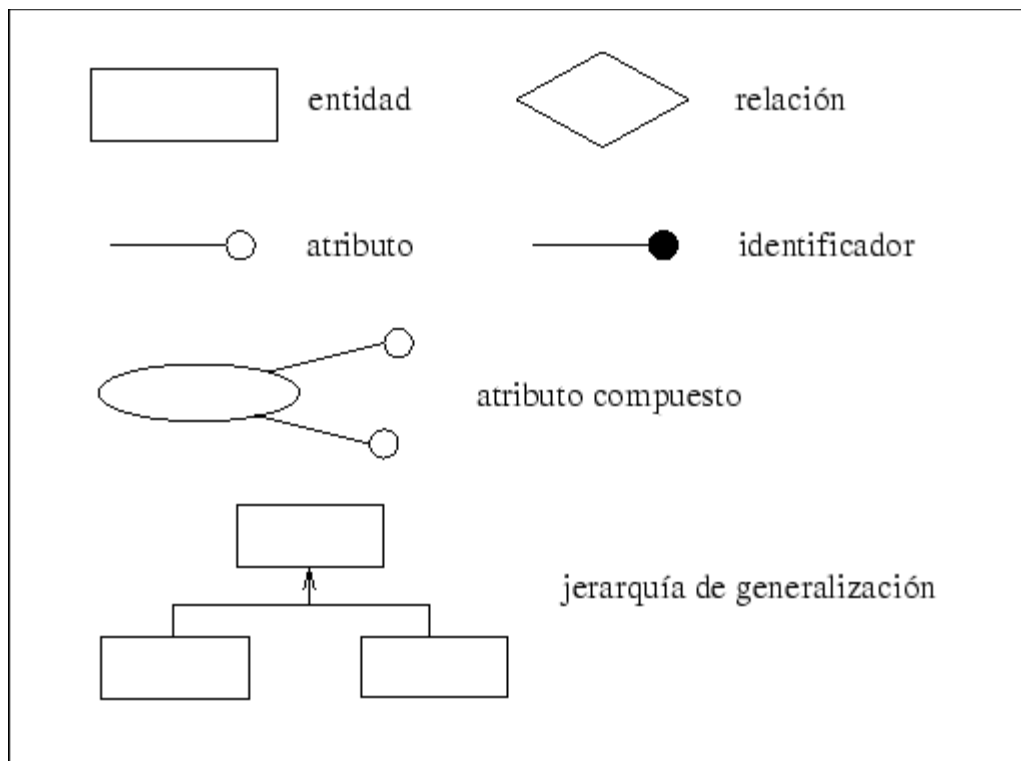 entidad
relación
atributo
identificador
atributo compuesto
jerarquía de generalización